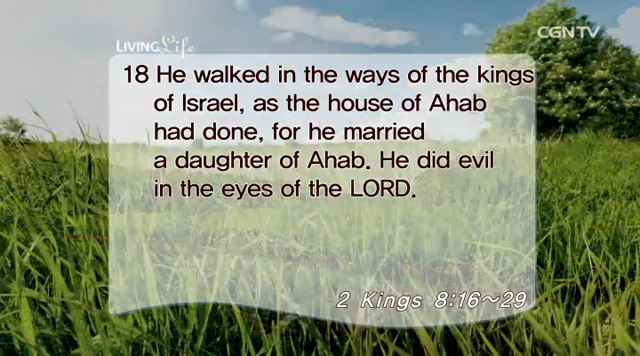 LIVING Life
CGNTV
18 He walked in the ways of the kings
of Israel, as the house of Ahab
had done, for he married
a daughter of Ahab. He did evil
in the eyes of the LORD.
2 Kings 8:16~29